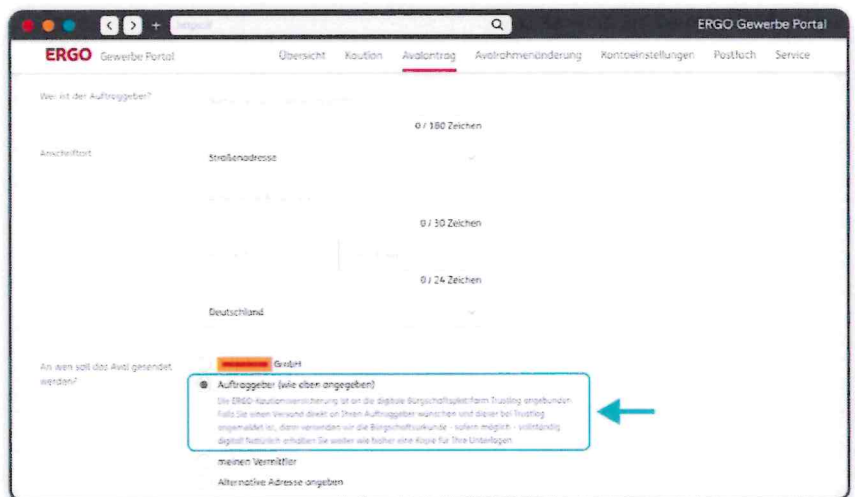 ERGO Gewerbe Portal
ERGO Gewerbe Portal
Übersicht Kaution Avalantrag Avalrahmenänderung Kontoeinstellungen Postfach Service
Wer ist der Auftraggeber?
0 / 180 Zeichen
Anschriftart
Straßenadresse
0 / 30 Zeichen
0 / 24 Zeichen
Deutschland
An wen soll das Aval gesendet
werden?
GmbH
Auftraggeber (wie oben angegeben)
Die ERGO-Kautionsversicherung ist an die digitale Bürgschaftsplattform Trustlog angebunden.
Falls Sie einen Versand direkt an Ihren Auftraggeber wünschen und dieser bei Trustlog
angemeldet ist, dann versenden wir die Bürgschaftsurkunde - sofern möglich - vollständig
digital! Natürlich erhalten Sie weiter wie bisher eine Kopie für Ihre Unterlagen.
meinen Vermittler
Alternative Adresse angeben